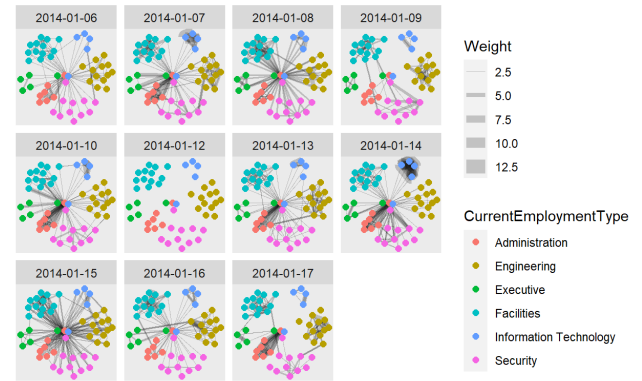 2014-01-06 2014-01-07 2014-01-08 2014-01-09
2014-01-10 2014-01-12 2014-01-13 2014-01-14
2014-01-15 2014-01-16 2014-01-17
Weight
2.5
5.0
7.5
10.0
12.5
CurrentEmploymentType
Administration
Engineering
Executive
Facilities
Information Technology
Security